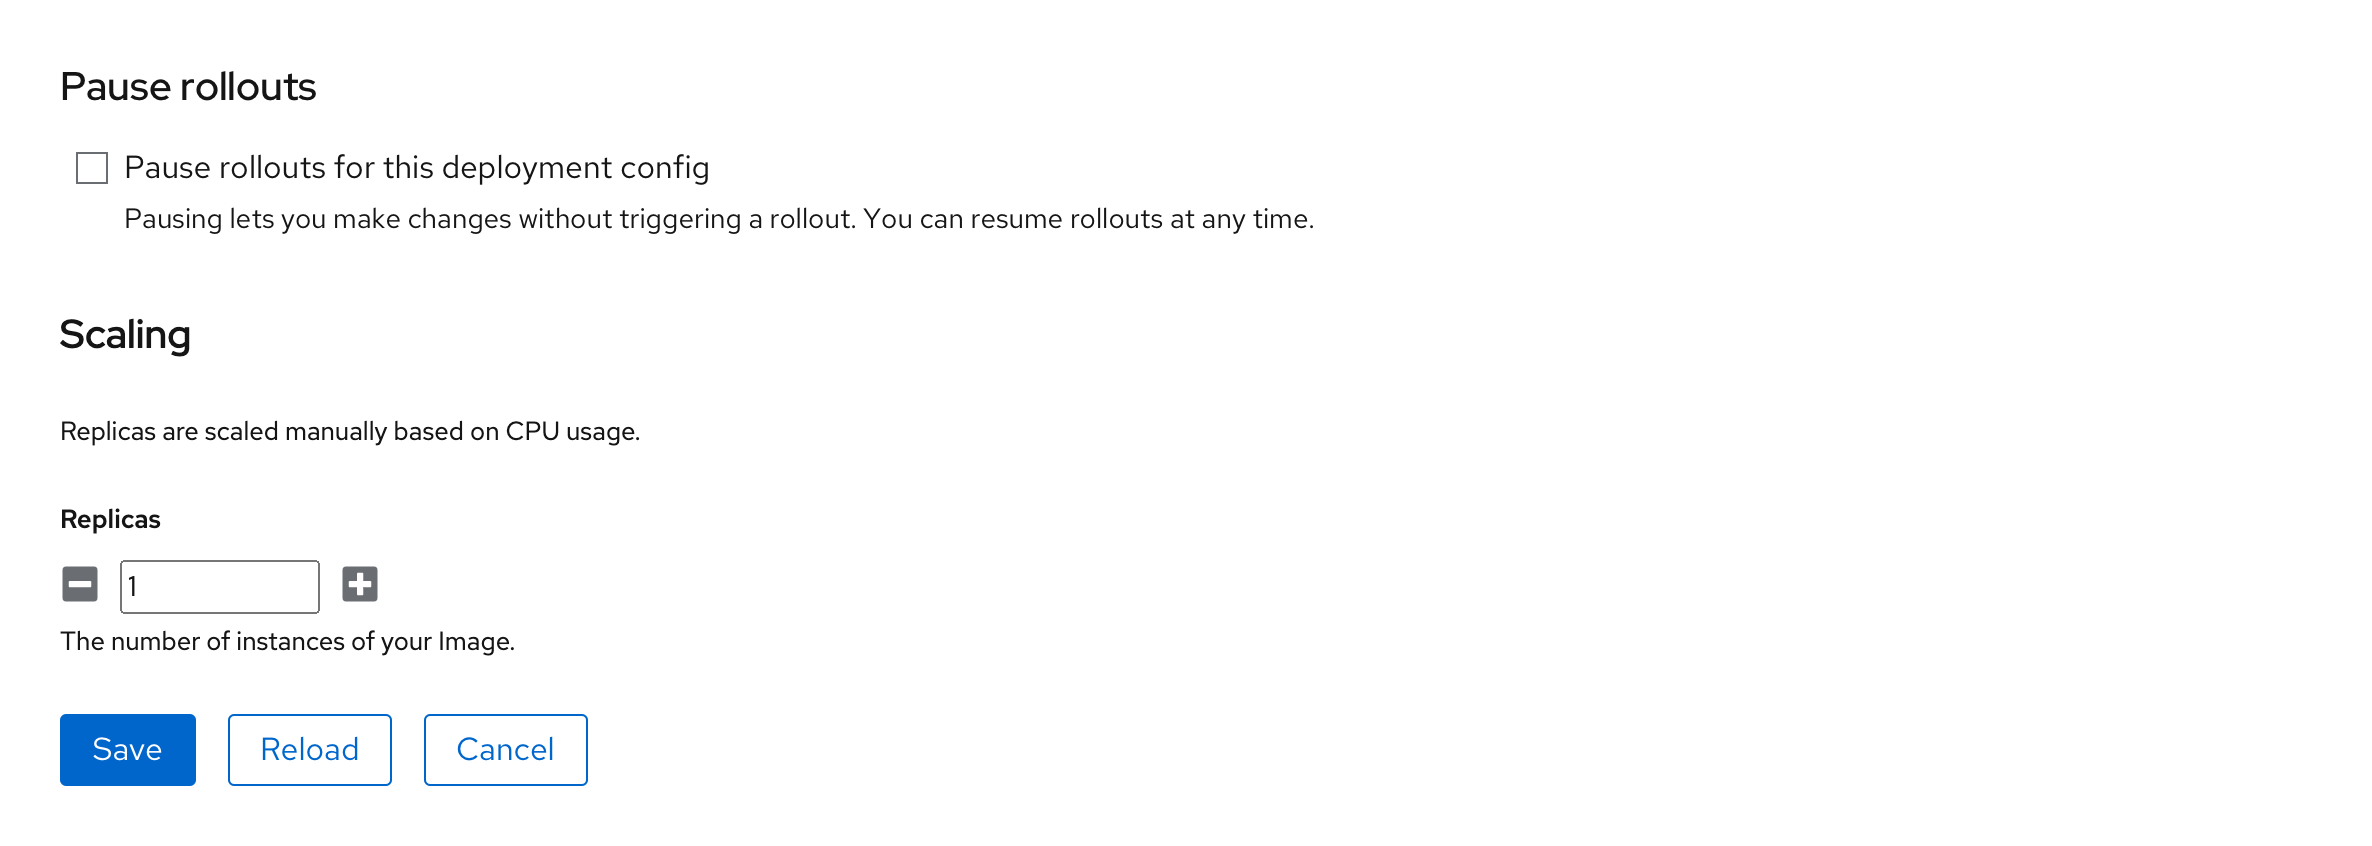 Pause rollouts
Pause rollouts for this deployment config
Pausing lets you make changes without triggering a rollout. You can resume rollouts at any time.
Scaling
Replicas are scaled manually based on CPU usage.
Replicas
1
The number of instances of your Image.
Save Reload Cancel